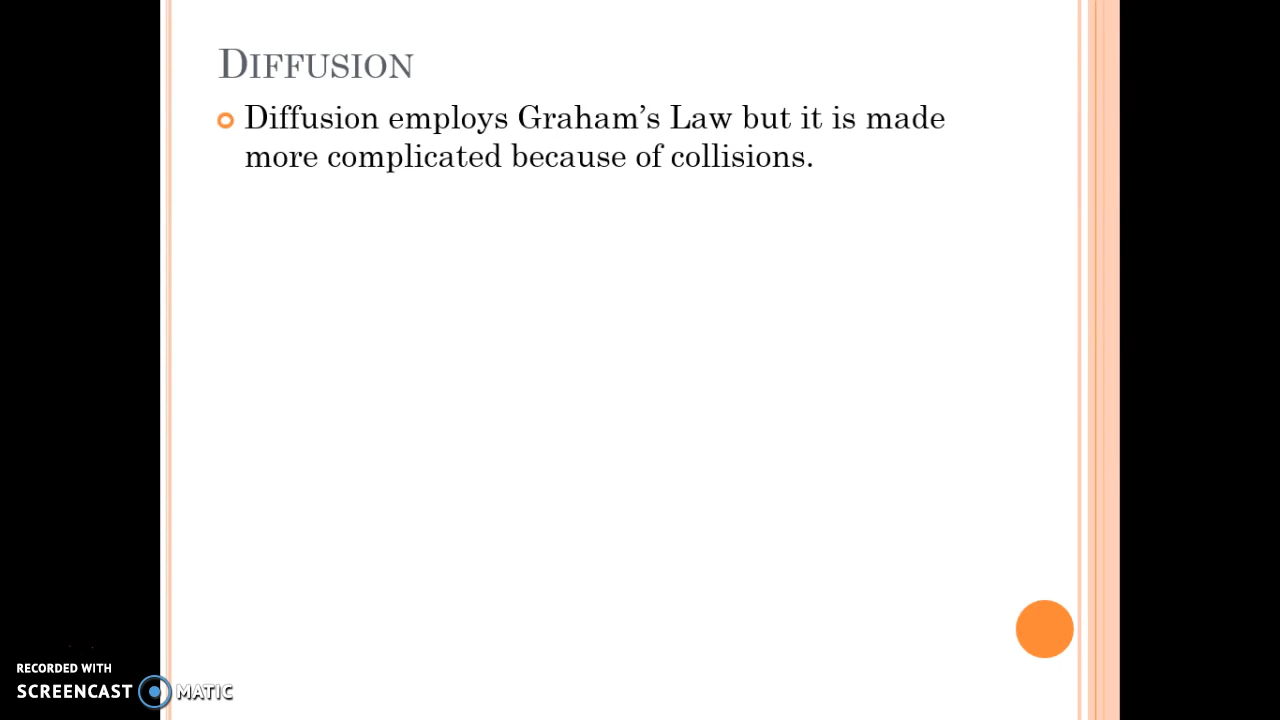 DIFFUSION
Diffusion employs Graham’s Law but it is made
more complicated because of collisions.
RECORDED WITH
SCREENCAST MATIC